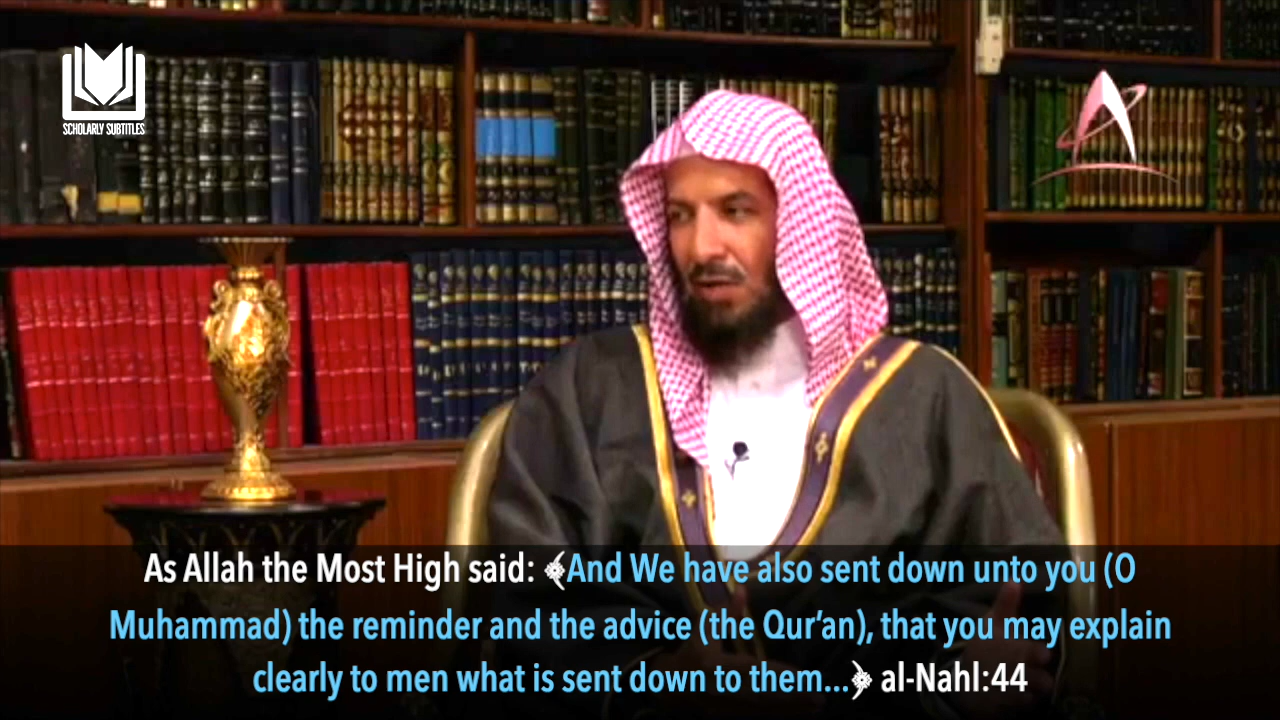 SCHOLARLY SUBTITLES
As Allah the Most High said: ﴾And We have also sent down unto you (O
Muhammad) the reminder and the advice (the Qur’an), that you may explain
clearly to men what is sent down to them...﴿ al-Nahl:44